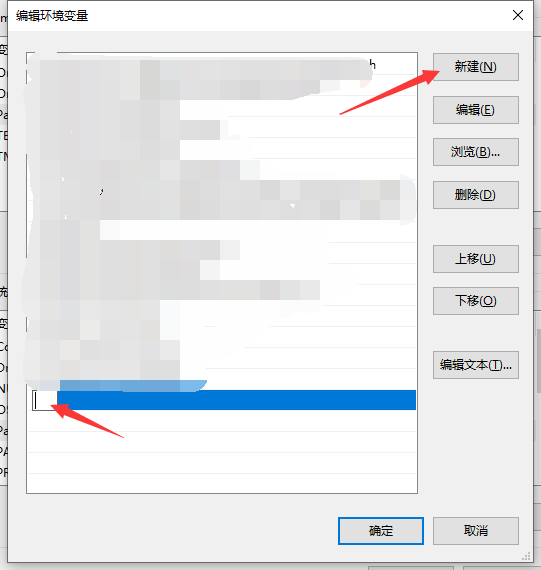 编辑环境变量
h
新建(N)
编辑(E)
浏览(B)...
删除(D)
上移(U)
下移(O)
编辑文本(T)...
确定
取消